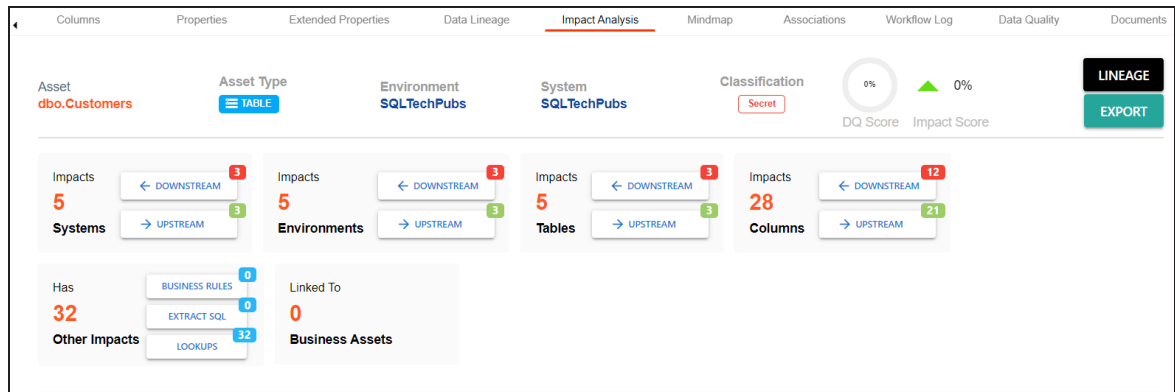 Columns Properties Extended Properties Data Lineage Impact Analysis Mindmap Associations Workflow Log Data Quality Documents
Asset
dbo.Customers
Asset Type
TABLE
Environment
SQLTechPubs
System
SQLTechPubs
Classification
Secret
0%
DQ Score
0%
Impact Score
LINEAGE
EXPORT
Impacts
5
Systems
DOWNSTREAM 3
UPSTREAM 3
Impacts
5
Environments
DOWNSTREAM 3
UPSTREAM 3
Impacts
5
Tables
DOWNSTREAM 3
UPSTREAM 3
Impacts
28
Columns
DOWNSTREAM 12
UPSTREAM 21
Has
32
Other Impacts
BUSINESS RULES 0
EXTRACT SQL 0
LOOKUPS 32
Linked To
0
Business Assets